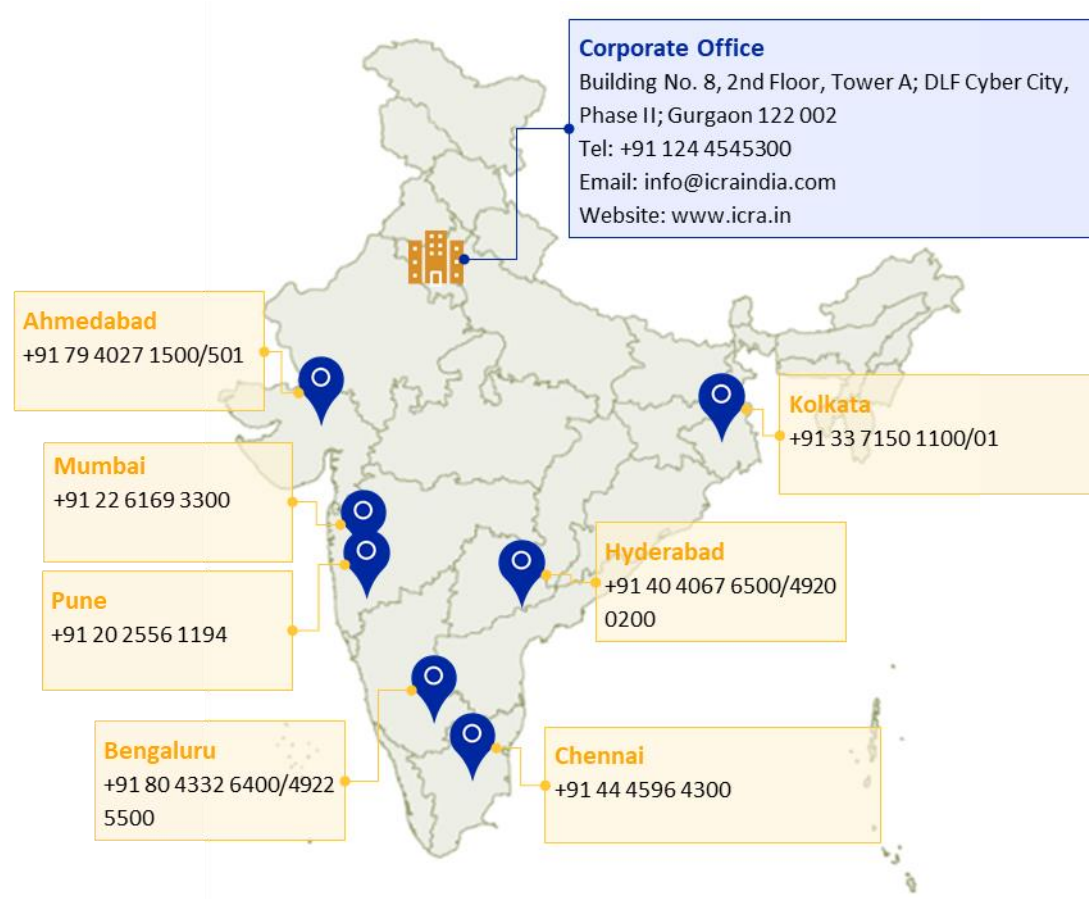 Corporate Office
Building No. 8, 2nd Floor, Tower A; DLF Cyber City,
Phase II; Gurgaon 122 002
Tel: +91 124 4545300
Email: info@icraindia.com
Website: www.icra.in
Ahmedabad
+91 79 4027 1500/501
Kolkata
+91 33 7150 1100/01
Mumbai
+91 22 6169 3300
Hyderabad
+91 40 4067 6500/4920
0200
Pune
+91 20 2556 1194
Bengaluru
+91 80 4332 6400/4922
5500
Chennai
+91 44 4596 4300